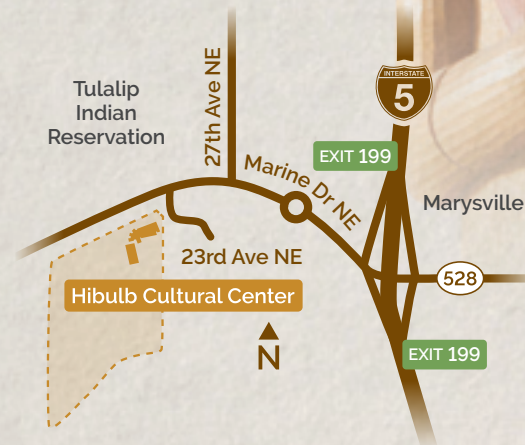 27th Ave NE
INTERSTATE
5
Tulalip
Indian
Reservation
EXIT 199
Marine Dr NE
Marysville
23rd Ave NE
528
Hibulb Cultural Center
N
EXIT 199